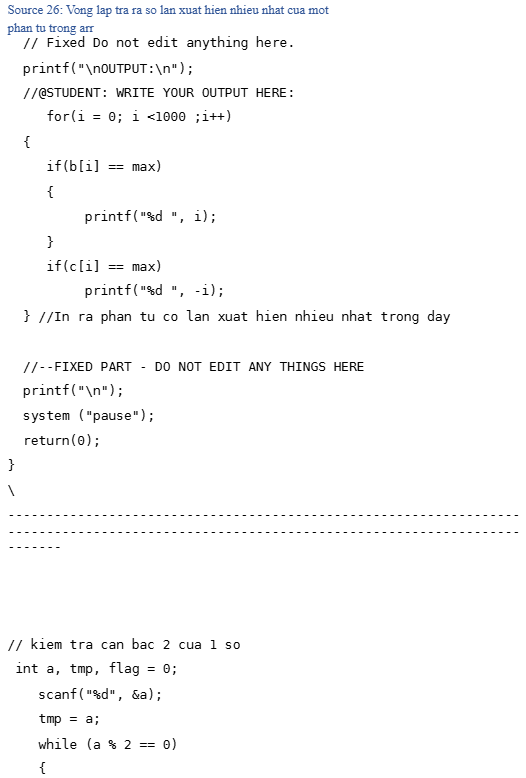 Source 26: Vong lap tra ra so lan xuat hien nhieu nhat cua mot
phan tu trong arr
// Fixed Do not edit anything here.
printf("\nOUTPUT:\n");
//@STUDENT: WRITE YOUR OUTPUT HERE:
for(i = 0; i <1000 ;i++)
{
if(b[i] == max)
{
printf("%d ", i);
}
if(c[i] == max)
printf("%d ", -i);
} //In ra phan tu co lan xuat hien nhieu nhat trong day
//--FIXED PART - DO NOT EDIT ANY THINGS HERE
printf("\n");
system ("pause");
return(0);
}
\
------------------------------------------------------------------
------------------------------------------------------------------
-------
// kiem tra can bac 2 cua 1 so
int a, tmp, flag = 0;
scanf("%d", &a);
tmp = a;
while (a % 2 == 0)
{